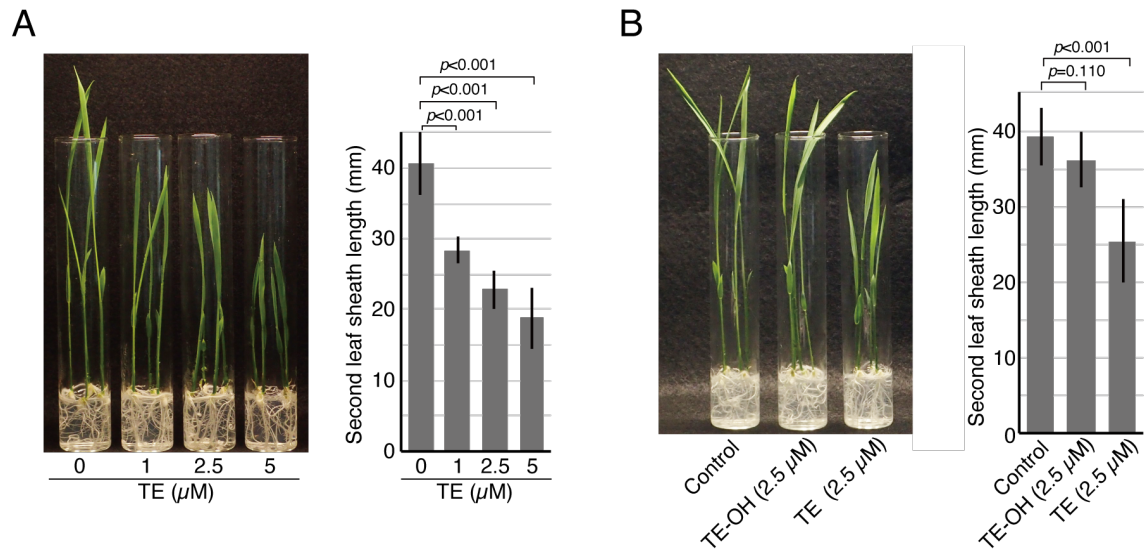 A
B
p<0.001
p<0.001
p<0.001
Second leaf sheath length (mm)
40
30
20
10
0
0 1 2.5 5
TE (µM)
0 1 2.5 5
TE (µM)
p<0.001
p=0.110
Second leaf sheath length (mm)
40
30
20
10
0
Control
TE-OH (2.5 µM)
TE (2.5 µM)
Control
TE-OH (2.5 µM)
TE (2.5 µM)